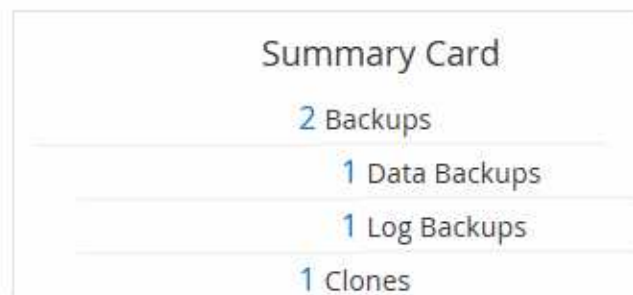 Summary Card
2 Backups
1 Data Backups
1 Log Backups
1 Clones